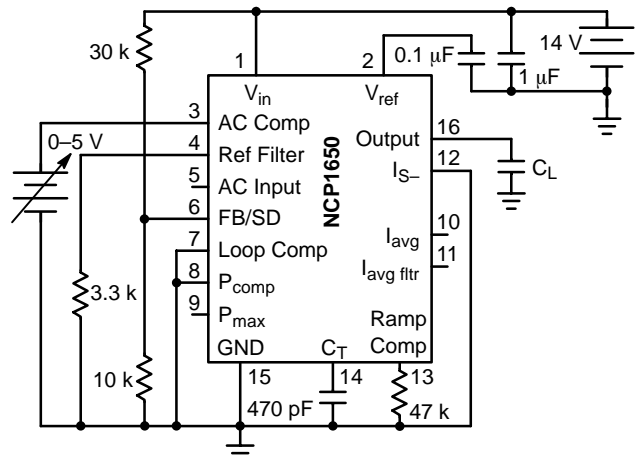 30 k
1
2
0.1 μF
1 μF
14 V
Vin
Vref
3
AC Comp
Output
16
0–5 V
4
Ref Filter
IS–
12
CL
5
AC Input
NCP1650
6
FB/SD
Iavg
10
7
Loop Comp
Iavg fltr
11
8
Pcomp
3.3 k
9
Pmax
Ramp
Comp
GND
CT
10 k
15
14
13
470 pF
47 k